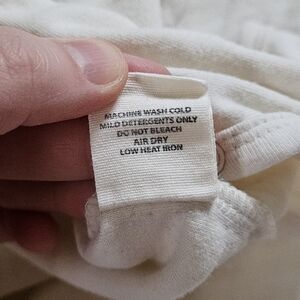 MACHINE WASH COLD
MILD DETERGENTS ONLY
DO NOT BLEACH
AIR DRY
LOW HEAT IRON